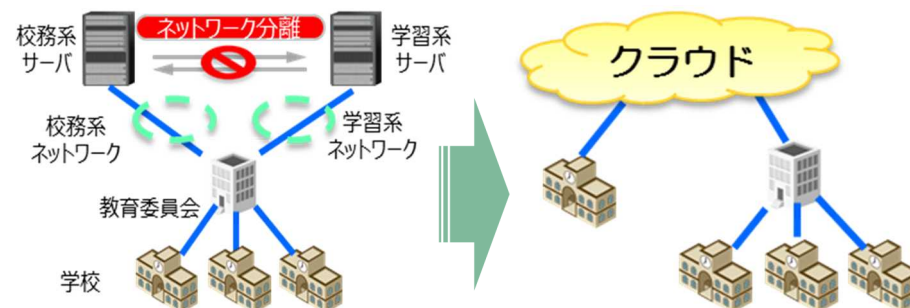 校務系
サーバ
ネットワーク分離
学習系
サーバ
校務系
ネットワーク
学習系
ネットワーク
教育委員会
学校
クラウド